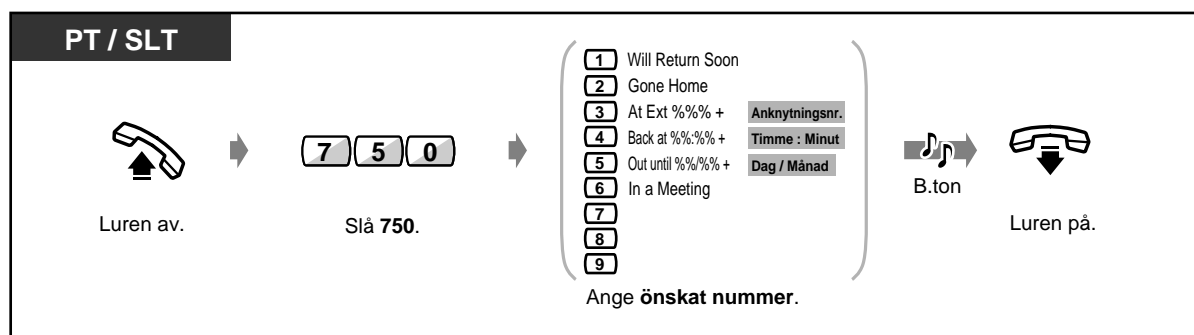 PT / SLT
Luren av.
7 5 0
Slå 750.
1 Will Return Soon
2 Gone Home
3 At Ext %%% + Anknytningsnr.
4 Back at %%:%% + Timme : Minut
5 Out until %%/%% + Dag / Månad
6 In a Meeting
7
8
9
Ange önskat nummer.
B.ton
Luren på.